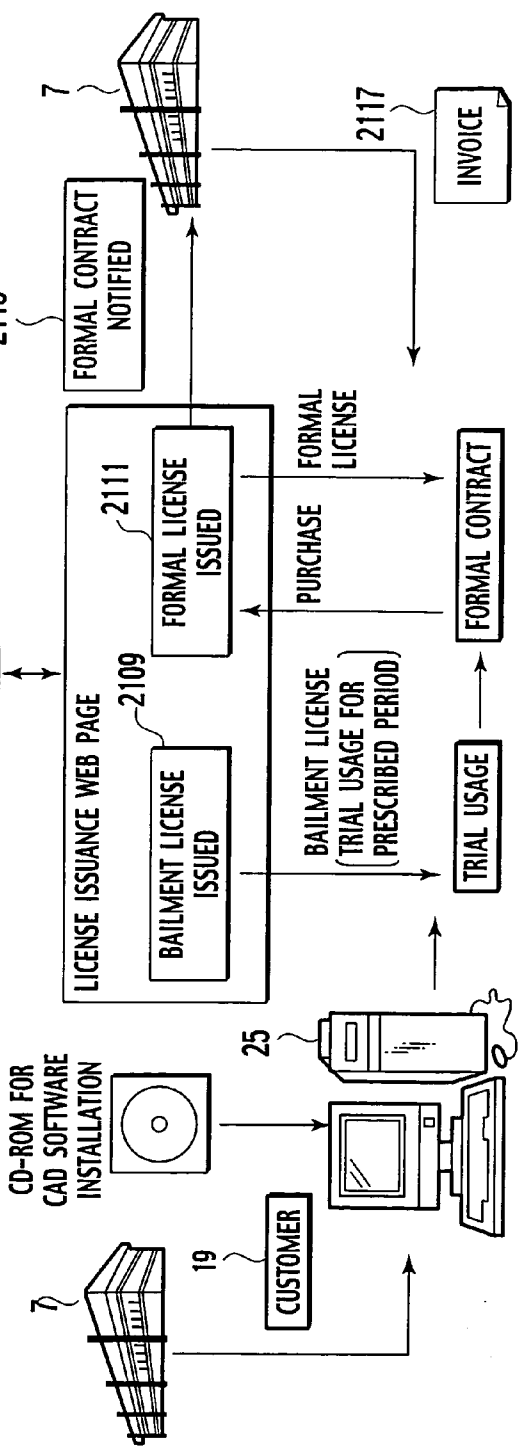 7
CD-ROM FOR
CAD SOFTWARE
INSTALLATION
19
CUSTOMER
25
LICENSE ISSUANCE WEB PAGE
2109
BAILMENT LICENSE
ISSUED
2111
FORMAL LICENSE
ISSUED
FORMAL CONTRACT
NOTIFIED
7
BAILMENT LICENSE
TRIAL USAGE FOR
PRESCRIBED PERIOD
PURCHASE
FORMAL
LICENSE
TRIAL USAGE
FORMAL CONTRACT
2117
INVOICE